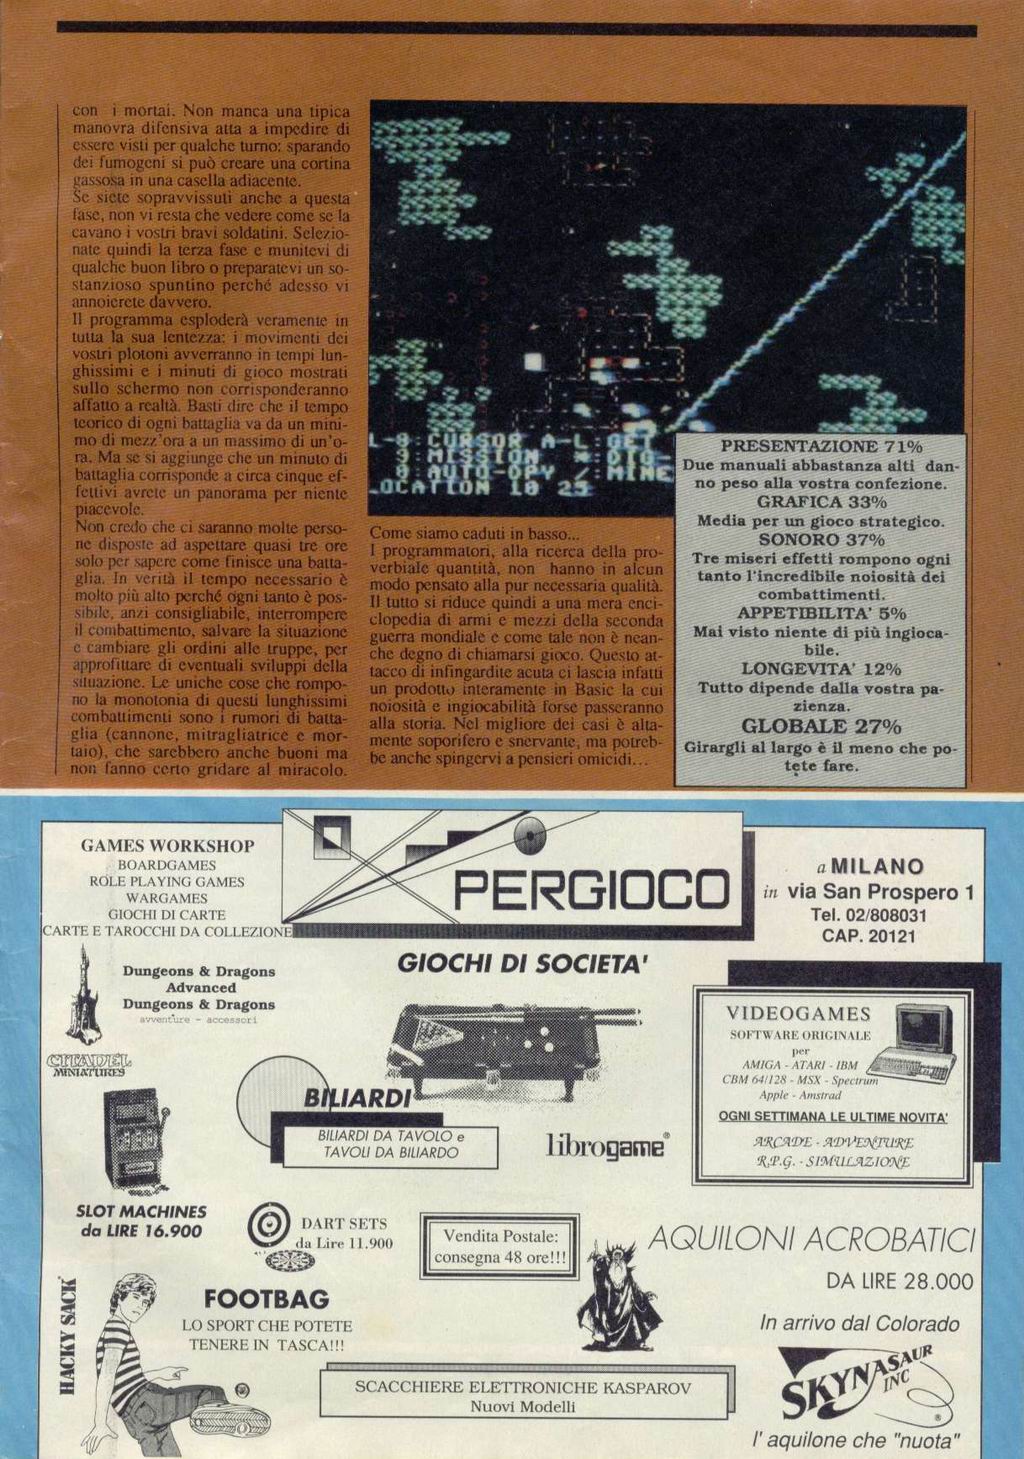 con i mortai. Non manca una tipica
manovra difensiva atta a impedire di
essere visti per qualche turno: sparando
dei fumogeni si può creare una cortina
gassosa in una casella adiacente.
Se siete sopravvissuti anche a questa
fase, non vi resta che vedere come se la
cavano i vostri bravi soldatini. Selezio-
nate quindi la terza fase e munitevi di
qualche buon libro o preparatevi un so-
stanzioso spuntino perché adesso vi
annoierete davvero.
Il programma esploderà veramente in
tutta la sua lentezza: i movimenti dei
vostri plotoni avverranno in tempi lun-
ghissimi e i minuti di gioco mostrati
sullo schermo non corrisponderanno
affatto a realtà. Basti dire che il tempo
teorico di ogni battaglia va da un mini-
mo di mezz'ora a un massimo di un'o-
ra. Ma se si aggiunge che un minuto di
battaglia corrisponde a circa cinque ef-
fettivi avrete un panorama per niente
piacevole.
Non credo che ci saranno molte perso-
ne disposte ad aspettare quasi tre ore
solo per sapere come finisce una batta-
glia. In verità il tempo necessario è
molto più alto perché ogni tanto è pos-
sibile, anzi consigliabile, interrompere
il combattimento, salvare la situazione
e cambiare gli ordini alle truppe, per
approfittare di eventuali sviluppi della
situazione. Le uniche cose che rompo-
no la monotonia di questi lunghissimi
combattimenti sono i rumori di batta-
glia (cannone, mitragliatrice e mor-
taio), che sarebbero anche buoni ma
non fanno certo gridare al miracolo.
L-8:CURSOR A-L:GET
9:MISSION *:DIG-
0:AUTO-OPY /:MINE
LOCATION 18 25
Come siamo caduti in basso...
I programmatori, alla ricerca della pro-
verbiale quantità, non hanno in alcun
modo pensato alla pur necessaria qualità.
Il tutto si riduce quindi a una mera enci-
clopedia di armi e mezzi della seconda
guerra mondiale e come tale non è nean-
che degno di chiamarsi gioco. Questo at-
tacco di infingardite acuta ci lascia infatti
un prodotto interamente in Basic la cui
noiosità e ingiocabilità forse passeranno
alla storia. Nel migliore dei casi è alta-
mente soporifero e snervante, ma potreb-
be anche spingervi a pensieri omicidi...
PRESENTAZIONE 71%
Due manuali abbastanza alti dan-
no peso alla vostra confezione.
GRAFICA 33%
Media per un gioco strategico.
SONORO 37%
Tre miseri effetti rompono ogni
tanto l'incredibile noiosità dei
combattimenti.
APPETIBILITA' 5%
Mai visto niente di più ingioca-
bile.
LONGEVITA' 12%
Tutto dipende dalla vostra pa-
zienza.
GLOBALE 27%
Girargli al largo è il meno che po-
tete fare.
GAMES WORKSHOP
BOARDGAMES
ROLE PLAYING GAMES
WARGAMES
GIOCHI DI CARTE
CARTE E TAROCCHI DA COLLEZIONE
PERGIOCO
a MILANO
in via San Prospero 1
Tel. 02/808031
CAP. 20121
Dungeons & Dragons
Advanced
Dungeons & Dragons
avventure - accessori
CITADEL
MINIATURES
GIOCHI DI SOCIETA'
BILIARDI
BILIARDI DA TAVOLO e
TAVOLI DA BILIARDO
librogame®
VIDEOGAMES
SOFTWARE ORIGINALE
per
AMIGA - ATARI - IBM
CBM 64/128 - MSX - Spectrum
Apple - Amstrad
OGNI SETTIMANA LE ULTIME NOVITA'
ARCADE - ADVENTURE
R.P.G. - SIMULAZIONE
SLOT MACHINES
da LIRE 16.900
DART SETS
da Lire 11.900
Vendita Postale:
consegna 48 ore!!!
AQUILONI ACROBATICI
DA LIRE 28.000
In arrivo dal Colorado
HACKY SACK
FOOTBAG
LO SPORT CHE POTETE
TENERE IN TASCA!!!
SCACCHIERE ELETTRONICHE KASPAROV
Nuovi Modelli
SKYNASAUR
INC
®
l' aquilone che "nuota"